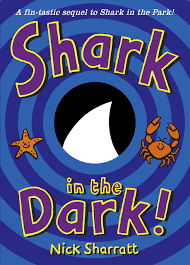 A fin-tastic sequel to Shark in the Park!
Shark
in the
Dark!
Nick Sharratt